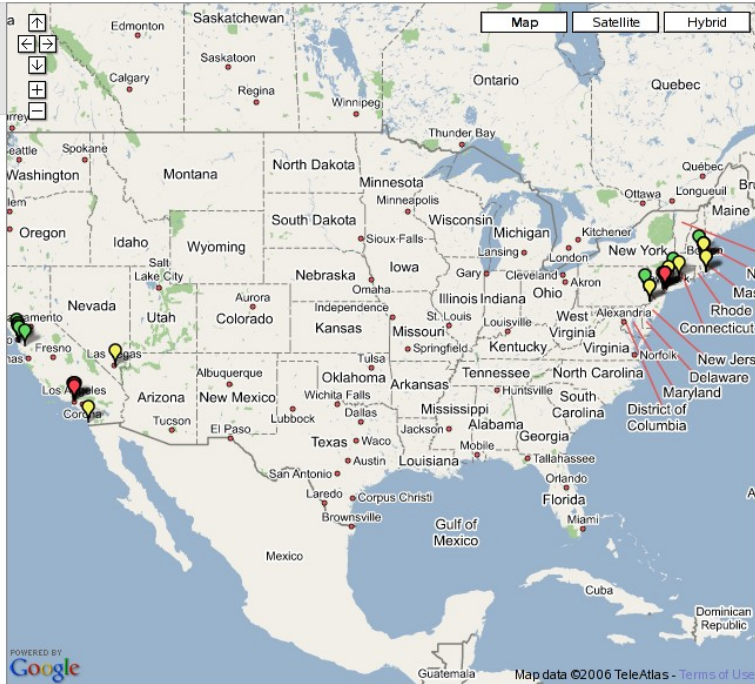 Map
Satellite
Hybrid
Edmonton
Saskatchewan
Saskatoon
Calgary
Regina
Winnipeg
Ontario
Quebec
Thunder Bay
Québec
Spokane
Washington
Montana
North Dakota
Minnesota
Minneapolis
Ottawa
Longueuil
Maine
Oregon
Idaho
Wyoming
South Dakota
Sioux-Falls
Wisconsin
Michigan
Lansing
Kitchener
London
New York
Salt
Lake City
Nebraska
Iowa
Omaha
Gary
Cleveland
Akron
Nevada
Utah
Aurora
Colorado
Independence
Kansas
Illinois
Indiana
Ohio
Missouri
St. Louis
Springfield
Louisville
Kentucky
West
Virginia
Virginia
Alexandria
Norfolk
Rhode
Connecticut
New Jers
Delaware
Maryland
District of
Columbia
Fresno
Las Vegas
Los Angeles
Corona
Arizona
Tucson
Albuquerque
New Mexico
El Paso
Tulsa
Oklahoma
Wichita Falls
Lubbock
Dallas
Texas
Waco
Austin
San Antonio
Laredo
Corpus Christi
Brownsville
Arkansas
Tennessee
North Carolina
Huntsville
South
Carolina
Mississippi
Alabama
Georgia
Jackson
Mobile
Louisiana
Tallahassee
Orlando
Florida
Miami
Gulf of
Mexico
Mexico
Cuba
Dominican
Republic
Guatemala
POWERED BY
Google
Map data ©2006 TeleAtlas - Terms of Use